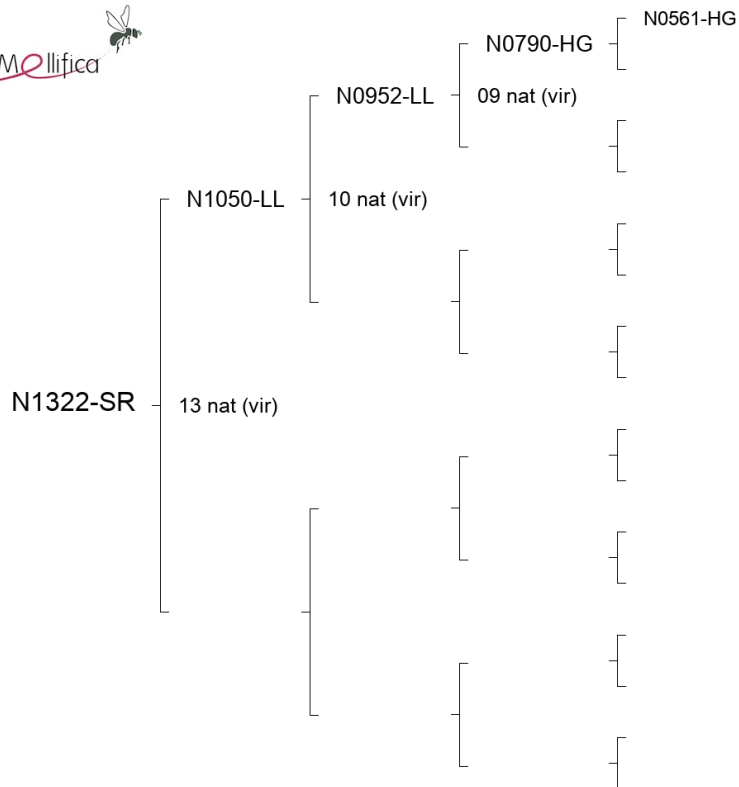 Mellifica
N0561-HG
N0790-HG
N0952-LL
09 nat (vir)
N1050-LL
10 nat (vir)
N1322-SR
13 nat (vir)